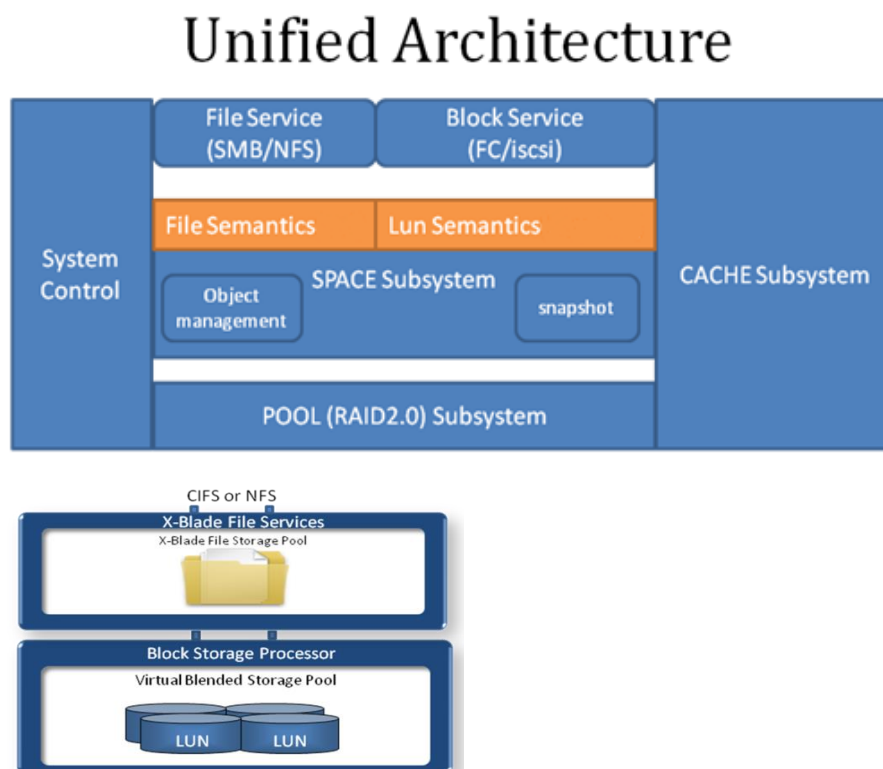 Unified Architecture
File Service
(SMB/NFS)
Block Service
(FC/iscsi)
File Semantics
Lun Semantics
System
Control
SPACE Subsystem
CACHE Subsystem
Object
management
snapshot
POOL (RAID2.0) Subsystem
CIFS or NFS
X-Blade File Services
X-Blade File Storage Pool
Block Storage Processor
Virtual Blended Storage Pool
LUN
LUN